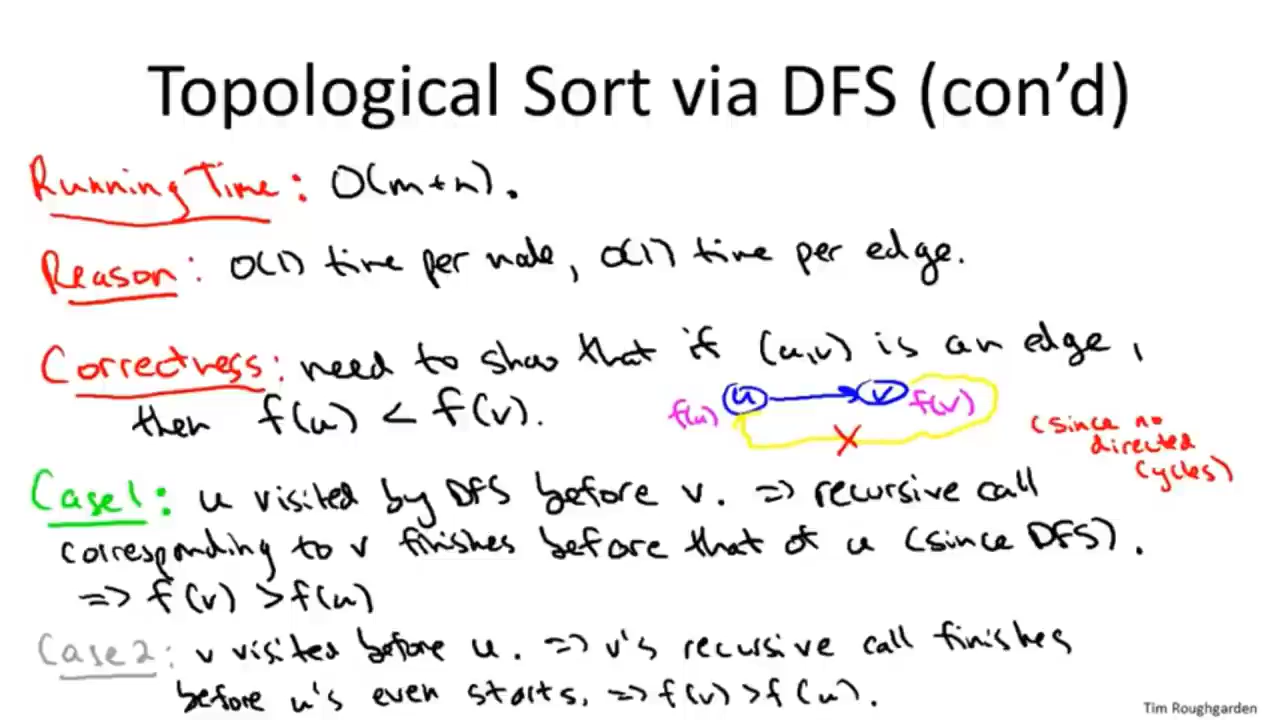 Topological Sort via DFS (con'd)
Running Time: O(m+n).
Reason: O(1) time per node, O(1) time per edge.
Correctness: need to show that if (u,v) is an edge,
then f(u) < f(v).
f(u) u v f(v)
(since no
directed
cycles)
Case 1: u visited by DFS before v. => recursive call
corresponding to v finishes before that of u (since DFS).
=> f(v) > f(u)
Case 2: v visited before u. => v's recursive call finishes
before u's even starts. => f(v) > f(u).
Tim Roughgarden